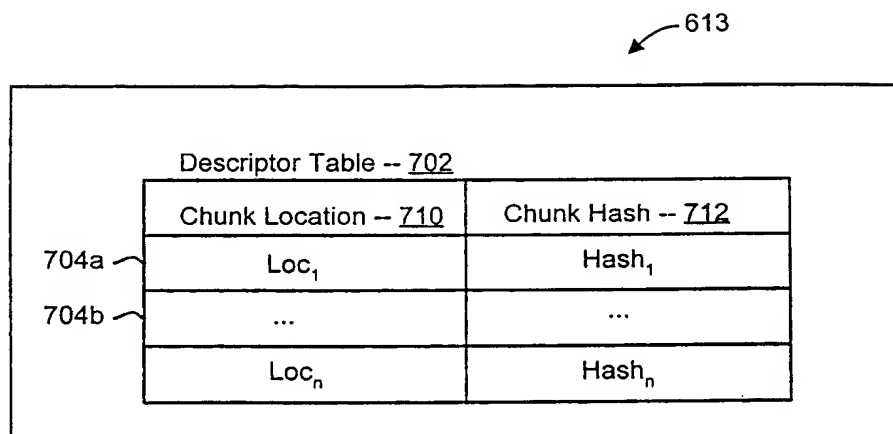 613
Descriptor Table -- 702
Chunk Location -- 710 Chunk Hash -- 712
704a Loc₁ Hash₁
704b ... ...
Locₙ Hashₙ